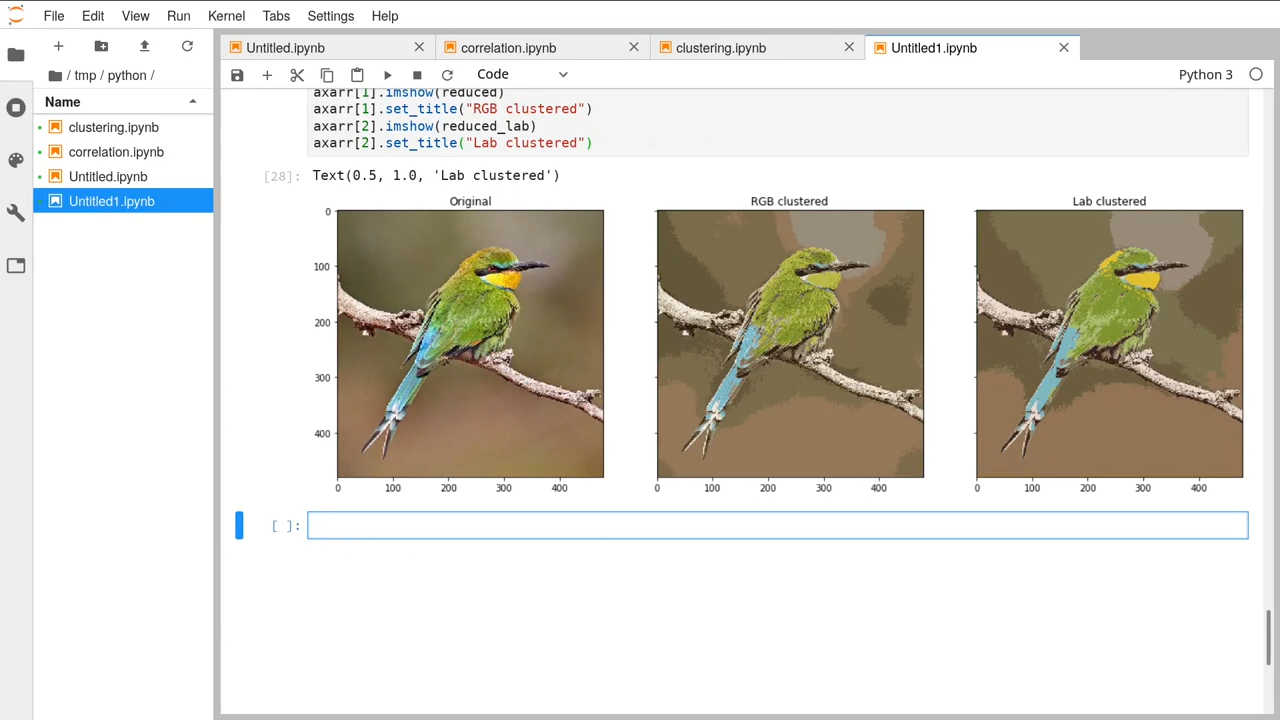 File Edit View Run Kernel Tabs Settings Help
Untitled.ipynb correlation.ipynb clustering.ipynb Untitled1.ipynb
/ tmp / python /
Code Python 3
Name
clustering.ipynb
correlation.ipynb
Untitled.ipynb
Untitled1.ipynb
axarr[1].imshow(reduced)
axarr[1].set_title("RGB clustered")
axarr[2].imshow(reduced_lab)
axarr[2].set_title("Lab clustered")
[28]: Text(0.5, 1.0, 'Lab clustered')
Original RGB clustered Lab clustered
0
100
200
300
400
0 100 200 300 400 0 100 200 300 400 0 100 200 300 400
[ ]: